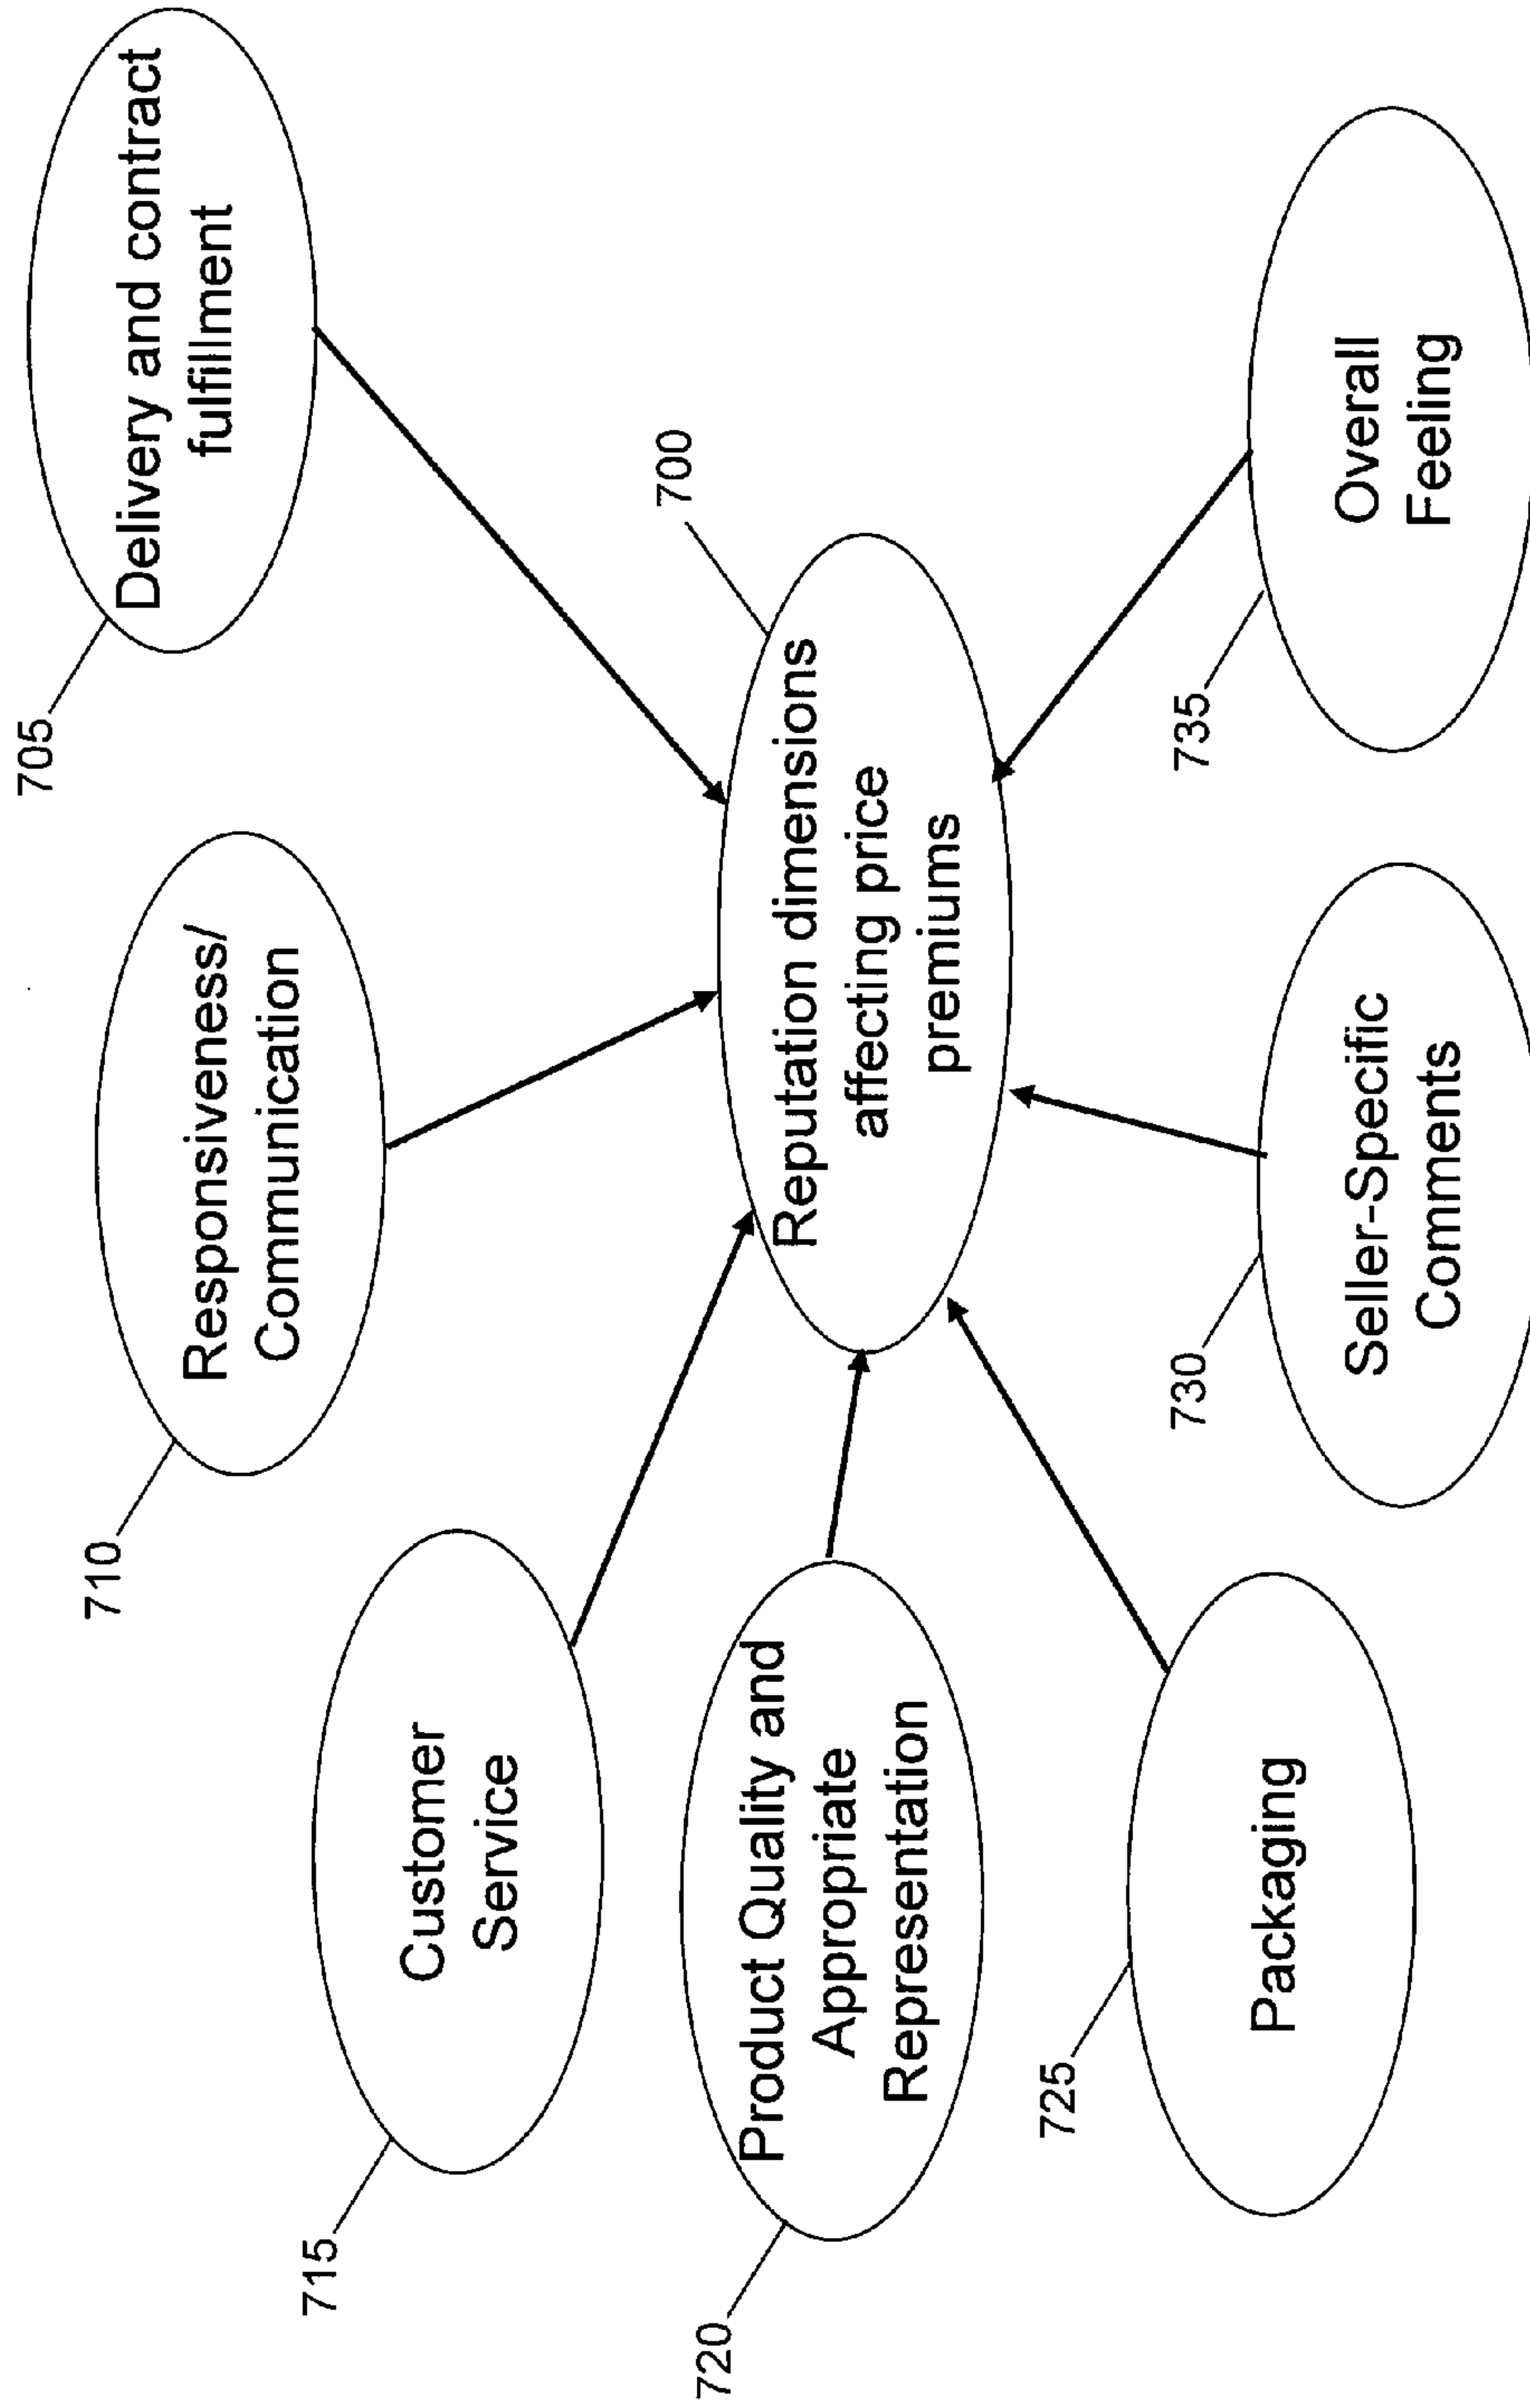 705
Delivery and contract
fulfillment
710
Responsiveness/
Communication
715
Customer
Service
700
Reputation dimensions
affecting price
premiums
720
Product Quality and
Appropriate
Representation
725
Packaging
730
Seller-Specific
Comments
735
Overall
Feeling